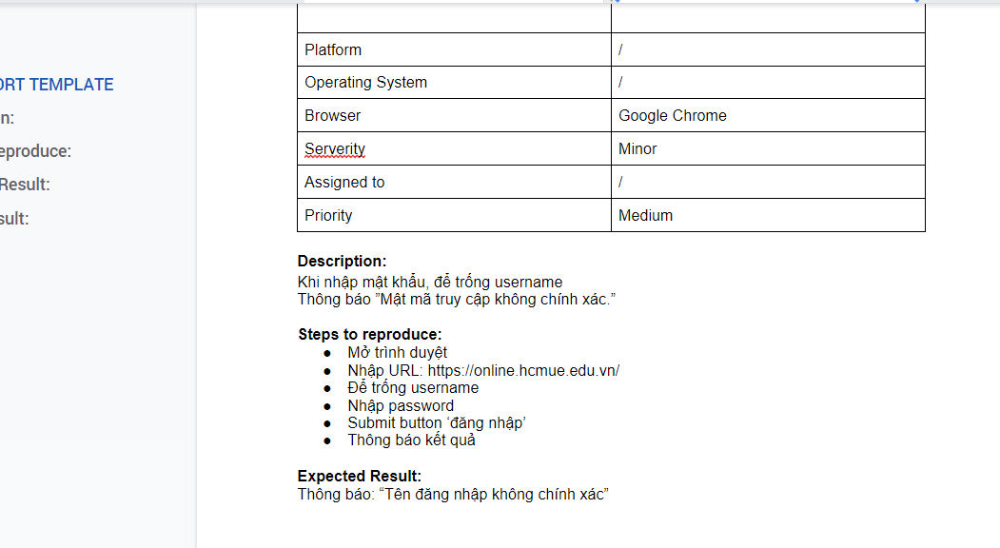 ORT TEMPLATE
n:
eproduce:
Result:
sult:
Platform /
Operating System /
Browser Google Chrome
Serverity Minor
Assigned to /
Priority Medium
Description:
Khi nhập mật khẩu, để trống username
Thông báo ”Mật mã truy cập không chính xác.”
Steps to reproduce:
● Mở trình duyệt
● Nhập URL: https://online.hcmue.edu.vn/
● Để trống username
● Nhập password
● Submit button ‘đăng nhập’
● Thông báo kết quả
Expected Result:
Thông báo: “Tên đăng nhập không chính xác”